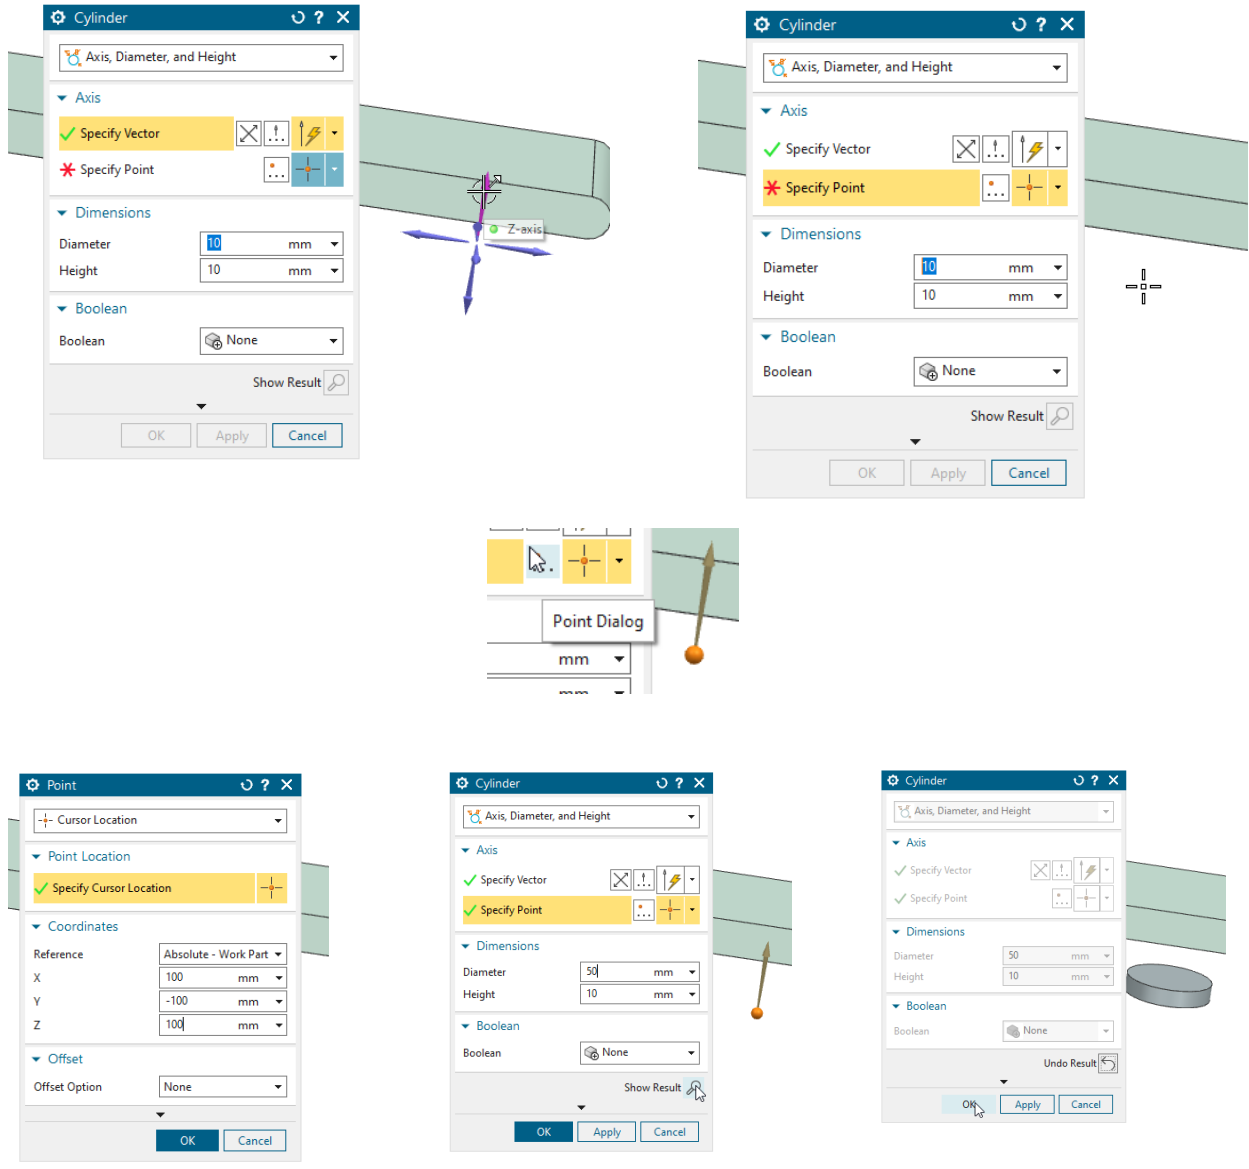 Cylinder
Axis, Diameter, and Height
Axis
Specify Vector
Specify Point
Dimensions
Diameter 10 mm
Height 10 mm
Boolean
Boolean None
Show Result
OK Apply Cancel
Z-axis
Cylinder
Axis, Diameter, and Height
Axis
Specify Vector
Specify Point
Dimensions
Diameter 10 mm
Height 10 mm
Boolean
Boolean None
Show Result
OK Apply Cancel
Point Dialog
mm
mm
Point
Cursor Location
Point Location
Specify Cursor Location
Coordinates
Reference Absolute - Work Part
X 100 mm
Y -100 mm
Z 100 mm
Offset
Offset Option None
OK Cancel
Cylinder
Axis, Diameter, and Height
Axis
Specify Vector
Specify Point
Dimensions
Diameter 50 mm
Height 10 mm
Boolean
Boolean None
Show Result
OK Apply Cancel
Cylinder
Axis, Diameter, and Height
Axis
Specify Vector
Specify Point
Dimensions
Diameter 50 mm
Height 10 mm
Boolean
Boolean None
Undo Result
OK Apply Cancel